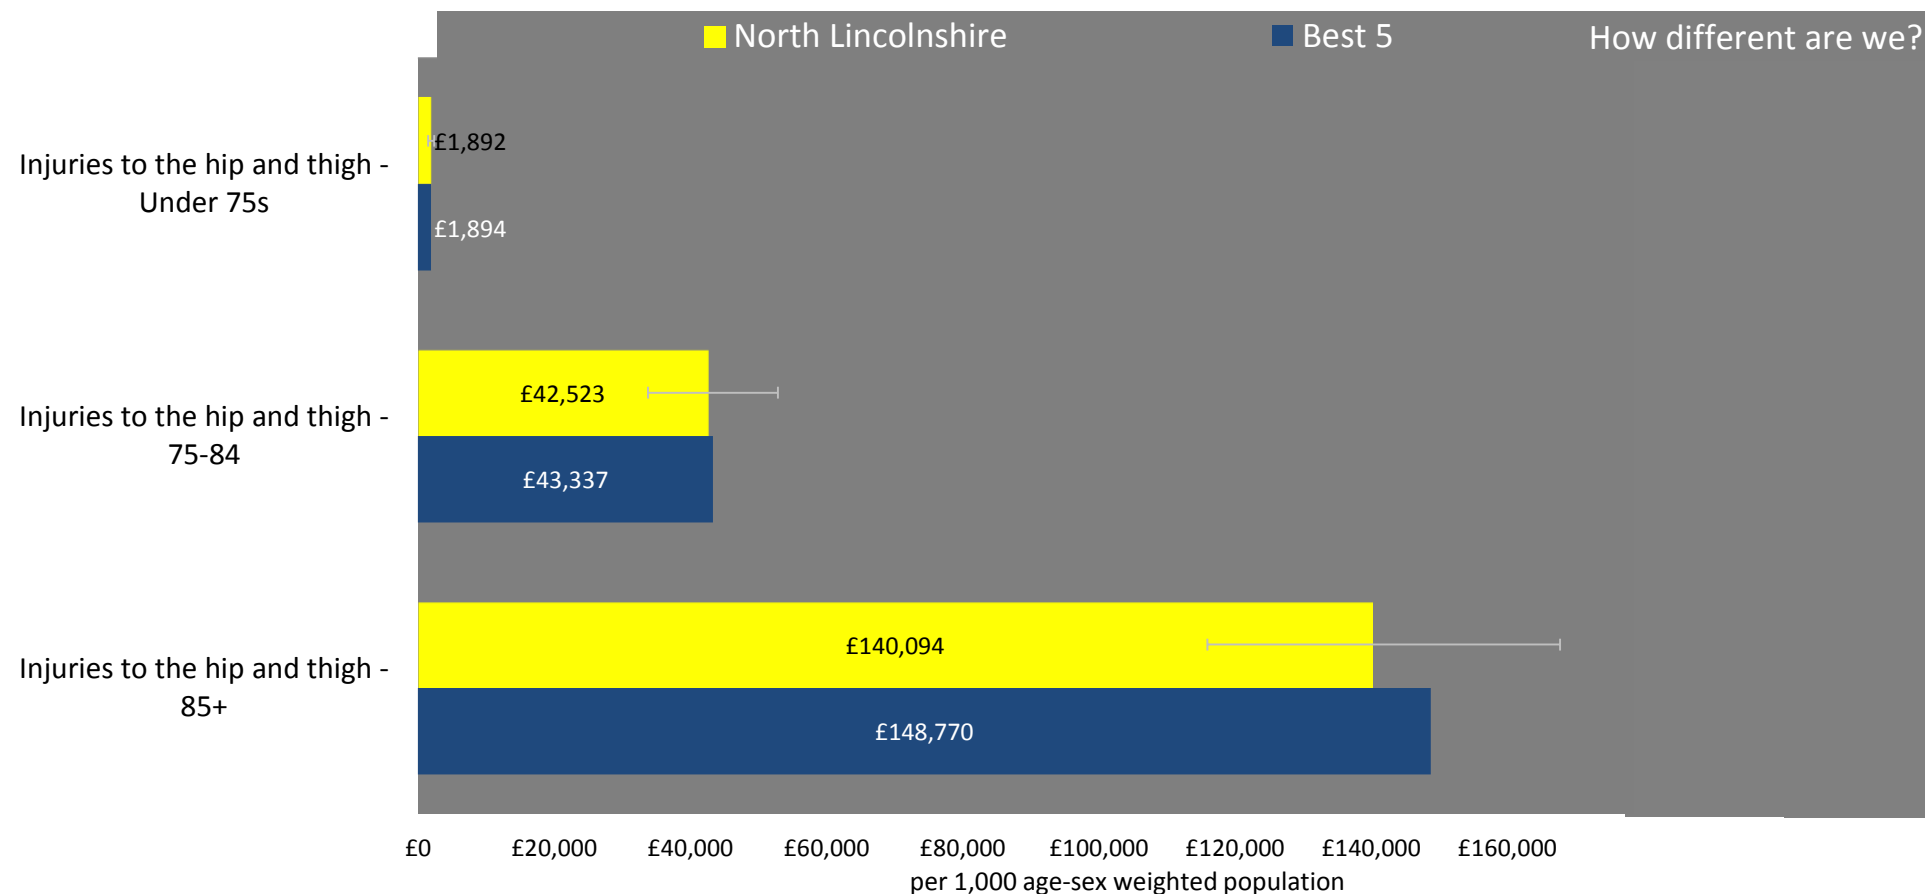 North Lincolnshire Best 5 How different are we?
Injuries to the hip and thigh -
Under 75s
£1,892
£1,894
Injuries to the hip and thigh -
75-84
£42,523
£43,337
Injuries to the hip and thigh -
85+
£140,094
£148,770
£0 £20,000 £40,000 £60,000 £80,000 £100,000 £120,000 £140,000 £160,000
per 1,000 age-sex weighted population